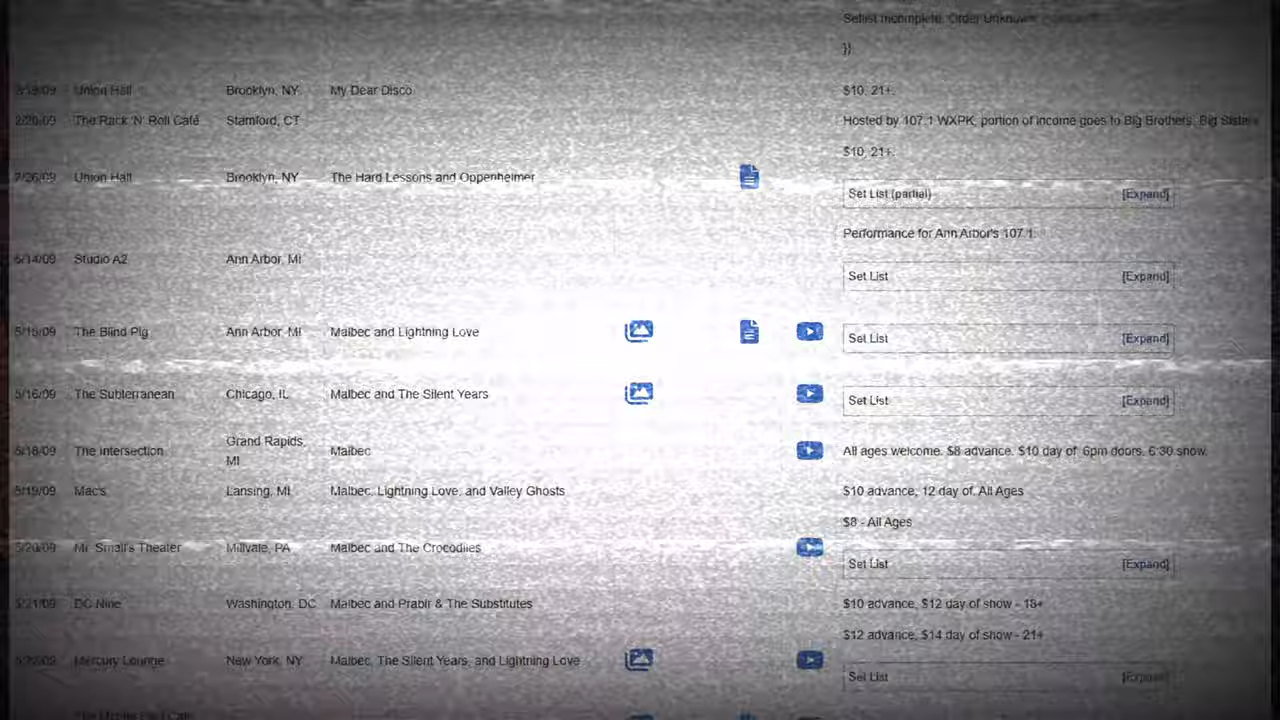 Setlist Incomplete. Order Unknown.
}}
Union Hall Brooklyn, NY My Dear Disco $10, 21+.
2/20/09 The Rack 'N' Roll Café Stamford, CT Hosted by 107.1 WXPK, portion of income goes to Big Brothers, Big Sisters
$10, 21+.
2/26/09 Union Hall Brooklyn, NY The Hard Lessons and Oppenheimer
Set List (partial) [Expand]
Performance for Ann Arbor's 107.1.
Studio A2 Ann Arbor, MI
Set List [Expand]
5/15/09 The Blind Pig Ann Arbor, MI Malbec and Lightning Love
Set List [Expand]
5/16/09 The Subterranean Chicago, IL Malbec and The Silent Years
Set List [Expand]
5/18/09 The Intersection Grand Rapids, MI Malbec All ages welcome. $8 advance. $10 day of. 6pm doors. 6:30 show.
5/19/09 Mac's Lansing, MI Malbec, Lightning Love, and Valley Ghosts $10 advance, 12 day of. All Ages
$8 - All Ages
5/20/09 Mr. Small's Theater Millvale, PA Malbec and The Crocodiles
Set List [Expand]
5/21/09 DC Nine Washington, DC Malbec and Prabir & The Substitutes $10 advance, $12 day of show - 18+
$12 advance, $14 day of show - 21+
5/22/09 Mercury Lounge New York, NY Malbec, The Silent Years, and Lightning Love
Set List [Expand]